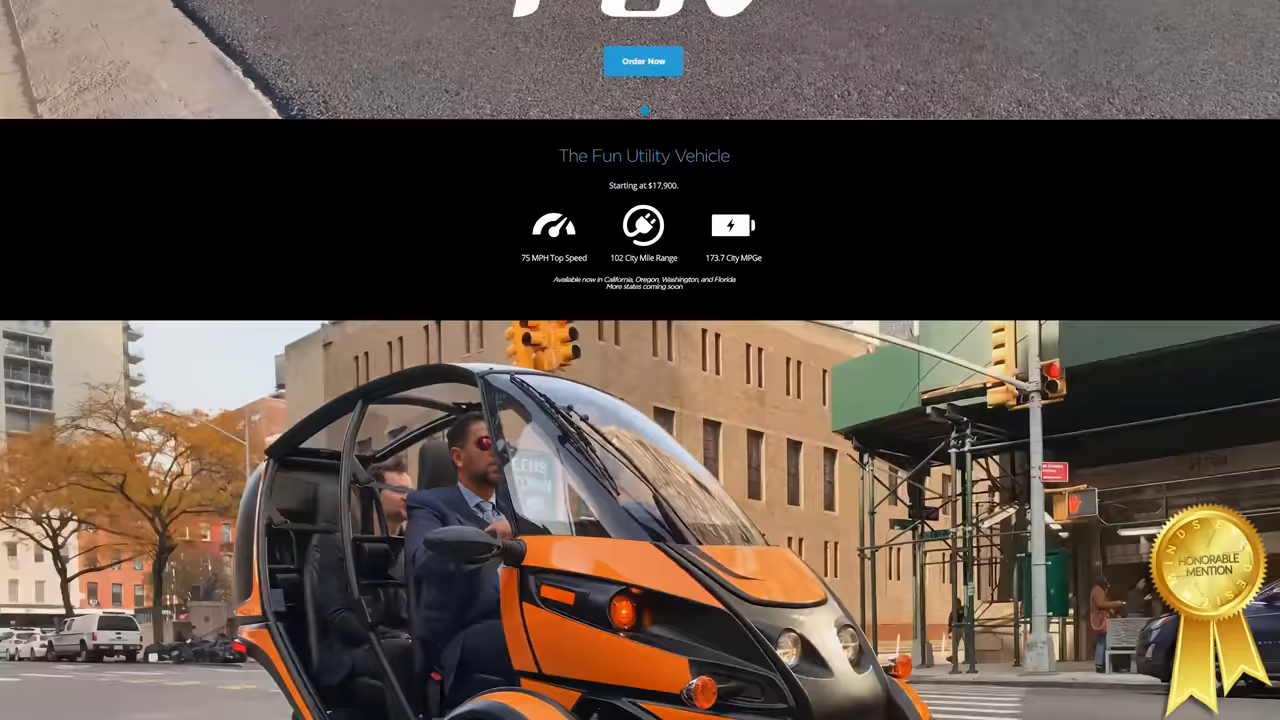 FUV
Order Now
The Fun Utility Vehicle
Starting at $17,900.
75 MPH Top Speed
102 City Mile Range
173.7 City MPGe
Available now in California, Oregon, Washington, and Florida
More states coming soon
HONORABLE
MENTION